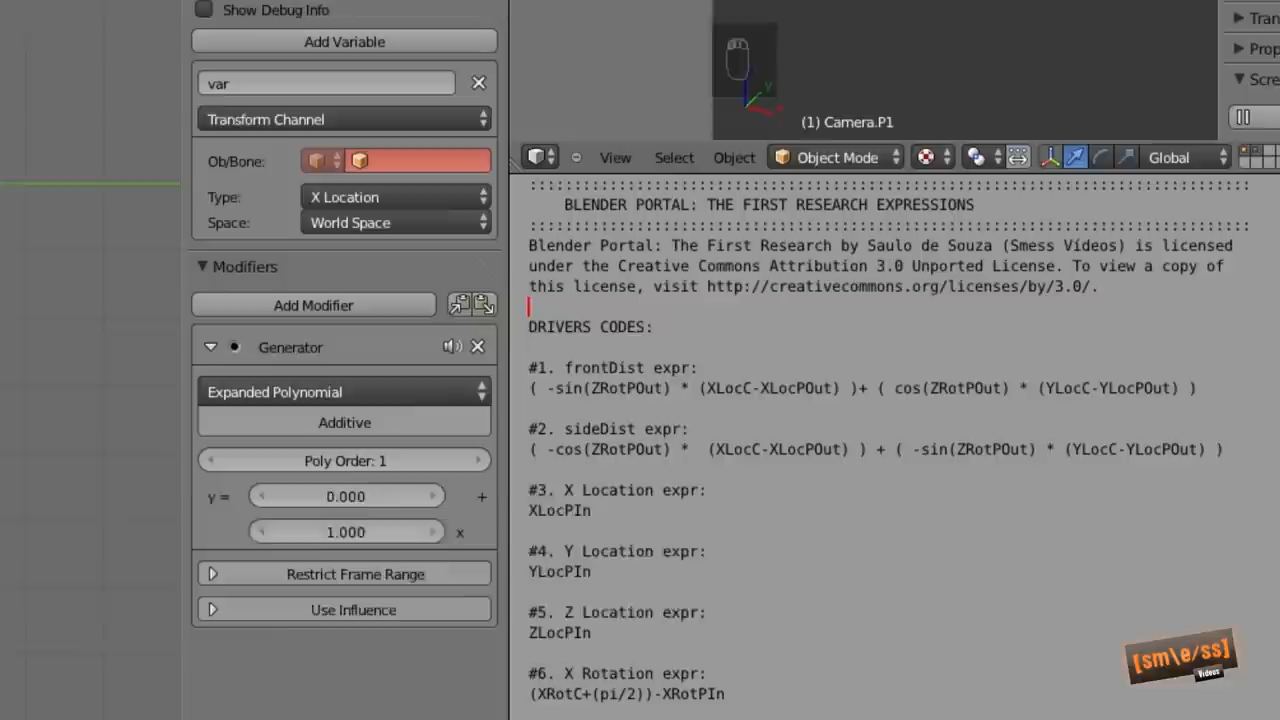 Show Debug Info
Add Variable
var
Transform Channel
Ob/Bone:
Type:
X Location
Space:
World Space
Modifiers
Add Modifier
Generator
Expanded Polynomial
Additive
Poly Order: 1
y =
0.000
+
1.000
x
Restrict Frame Range
Use Influence
y
(1) Camera.P1
View
Select
Object
Object Mode
Global
::::::::::::::::::::::::::::::::::::::::::::::::::::::::::::::::::::::::::::::::
BLENDER PORTAL: THE FIRST RESEARCH EXPRESSIONS
::::::::::::::::::::::::::::::::::::::::::::::::::::::::::::::::::::::::::::::::
Blender Portal: The First Research by Saulo de Souza (Smess Vídeos) is licensed
under the Creative Commons Attribution 3.0 Unported License. To view a copy of
this license, visit http://creativecommons.org/licenses/by/3.0/.
DRIVERS CODES:
#1. frontDist expr:
( -sin(ZRotPOut) * (XLocC-XLocPOut) )+ ( cos(ZRotPOut) * (YLocC-YLocPOut) )
#2. sideDist expr:
( -cos(ZRotPOut) *  (XLocC-XLocPOut) ) + ( -sin(ZRotPOut) * (YLocC-YLocPOut) )
#3. X Location expr:
XLocPIn
#4. Y Location expr:
YLocPIn
#5. Z Location expr:
ZLocPIn
#6. X Rotation expr:
(XRotC+(pi/2))-XRotPIn
Tran
Prop
Scre
[sm\e/ss]
Videos